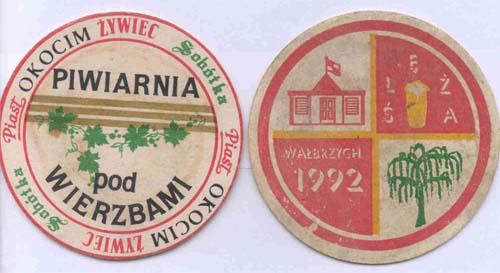 Piast OKOCIM ŻYWIEC Sobótka
Piast OKOCIM ŻYWIEC Sobótka
PIWIARNIA
pod
WIERZBAMI
E
L Ż
Ś A
WAŁBRZYCH
1992